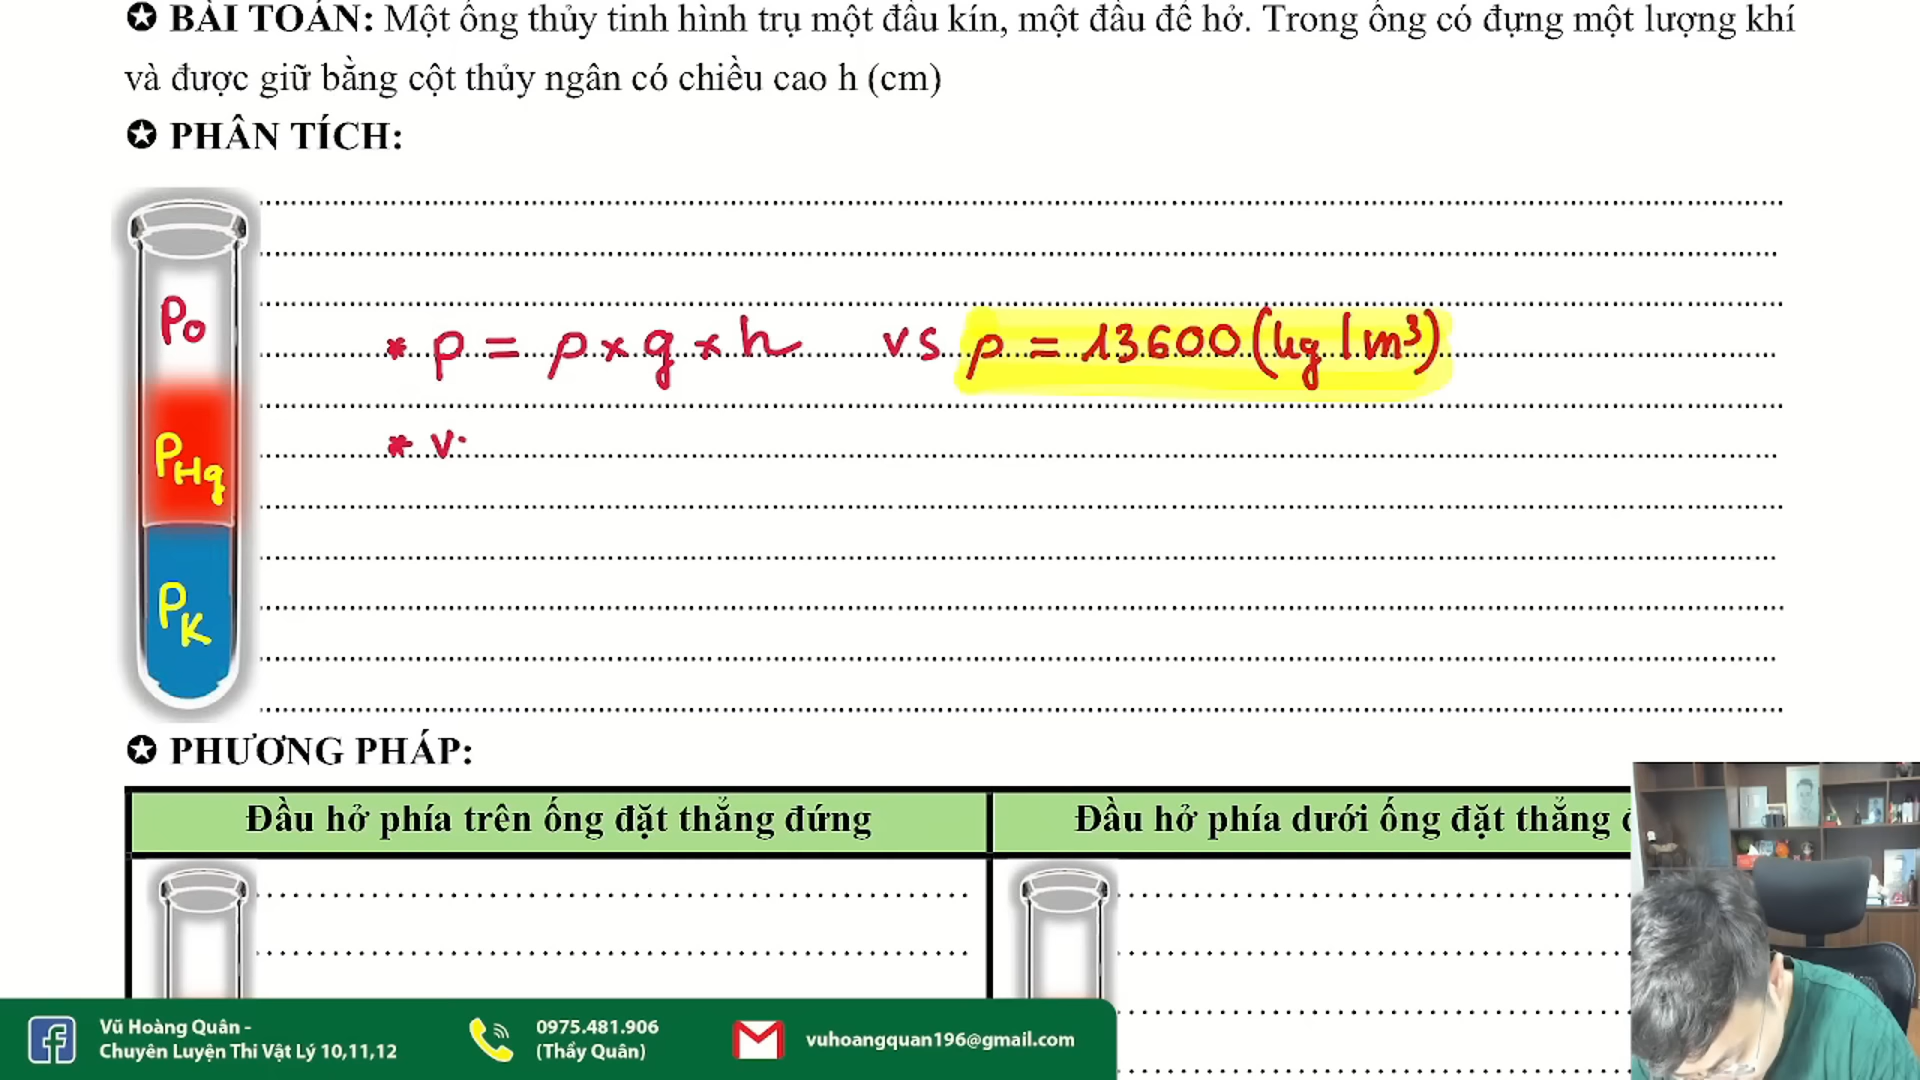 ✪ BÀI TOÁN: Một ống thủy tinh hình trụ một đầu kín, một đầu để hở. Trong ống có đựng một lượng khí
và được giữ bằng cột thủy ngân có chiều cao h (cm)
✪ PHÂN TÍCH:
P₀
* p = ρ × g × h vs ρ = 13600 (kg/m³)
* v
P_Hg
P_K
✪ PHƯƠNG PHÁP:
Đầu hở phía trên ống đặt thẳng đứng
Đầu hở phía dưới ống đặt thẳng
Vũ Hoàng Quân -
Chuyên Luyện Thi Vật Lý 10,11,12
0975.481.906
(Thầy Quân)
vuhoangquan196@gmail.com